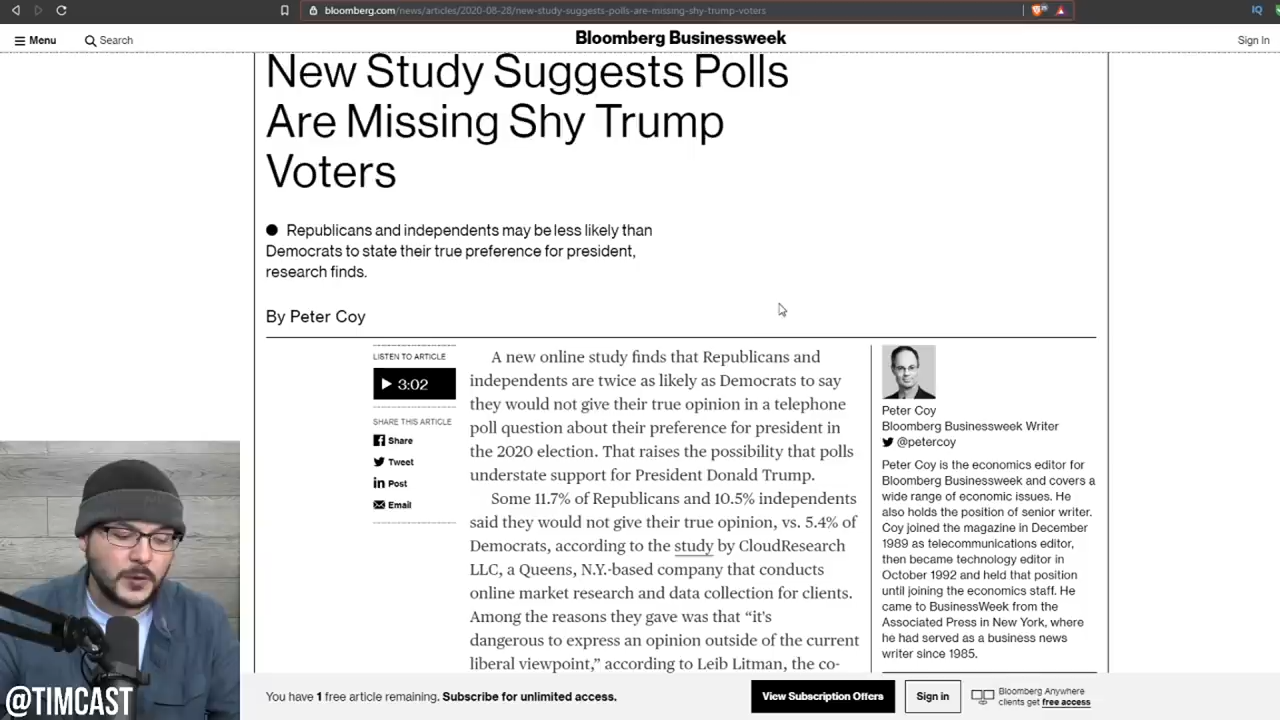 bloomberg.com/news/articles/2020-08-28/new-study-suggests-polls-are-missing-shy-trump-voters
Menu
Search
Bloomberg Businessweek
Sign In
New Study Suggests Polls
Are Missing Shy Trump
Voters
Republicans and independents may be less likely than
Democrats to state their true preference for president,
research finds.
By Peter Coy
LISTEN TO ARTICLE
3:02
SHARE THIS ARTICLE
Share
Tweet
Post
Email
A new online study finds that Republicans and
independents are twice as likely as Democrats to say
they would not give their true opinion in a telephone
poll question about their preference for president in
the 2020 election. That raises the possibility that polls
understate support for President Donald Trump.
Some 11.7% of Republicans and 10.5% independents
said they would not give their true opinion, vs. 5.4% of
Democrats, according to the study by CloudResearch
LLC, a Queens, N.Y.-based company that conducts
online market research and data collection for clients.
Among the reasons they gave was that “it's
dangerous to express an opinion outside of the current
liberal viewpoint,” according to Leib Litman, the co-
Peter Coy
Bloomberg Businessweek Writer
@petercoy
Peter Coy is the economics editor for
Bloomberg Businessweek and covers a
wide range of economic issues. He
also holds the position of senior writer.
Coy joined the magazine in December
1989 as telecommunications editor,
then became technology editor in
October 1992 and held that position
until joining the economics staff. He
came to BusinessWeek from the
Associated Press in New York, where
he had served as a business news
writer since 1985.
You have 1 free article remaining. Subscribe for unlimited access.
View Subscription Offers
Sign in
Bloomberg Anywhere
clients get free access
@TIMCAST